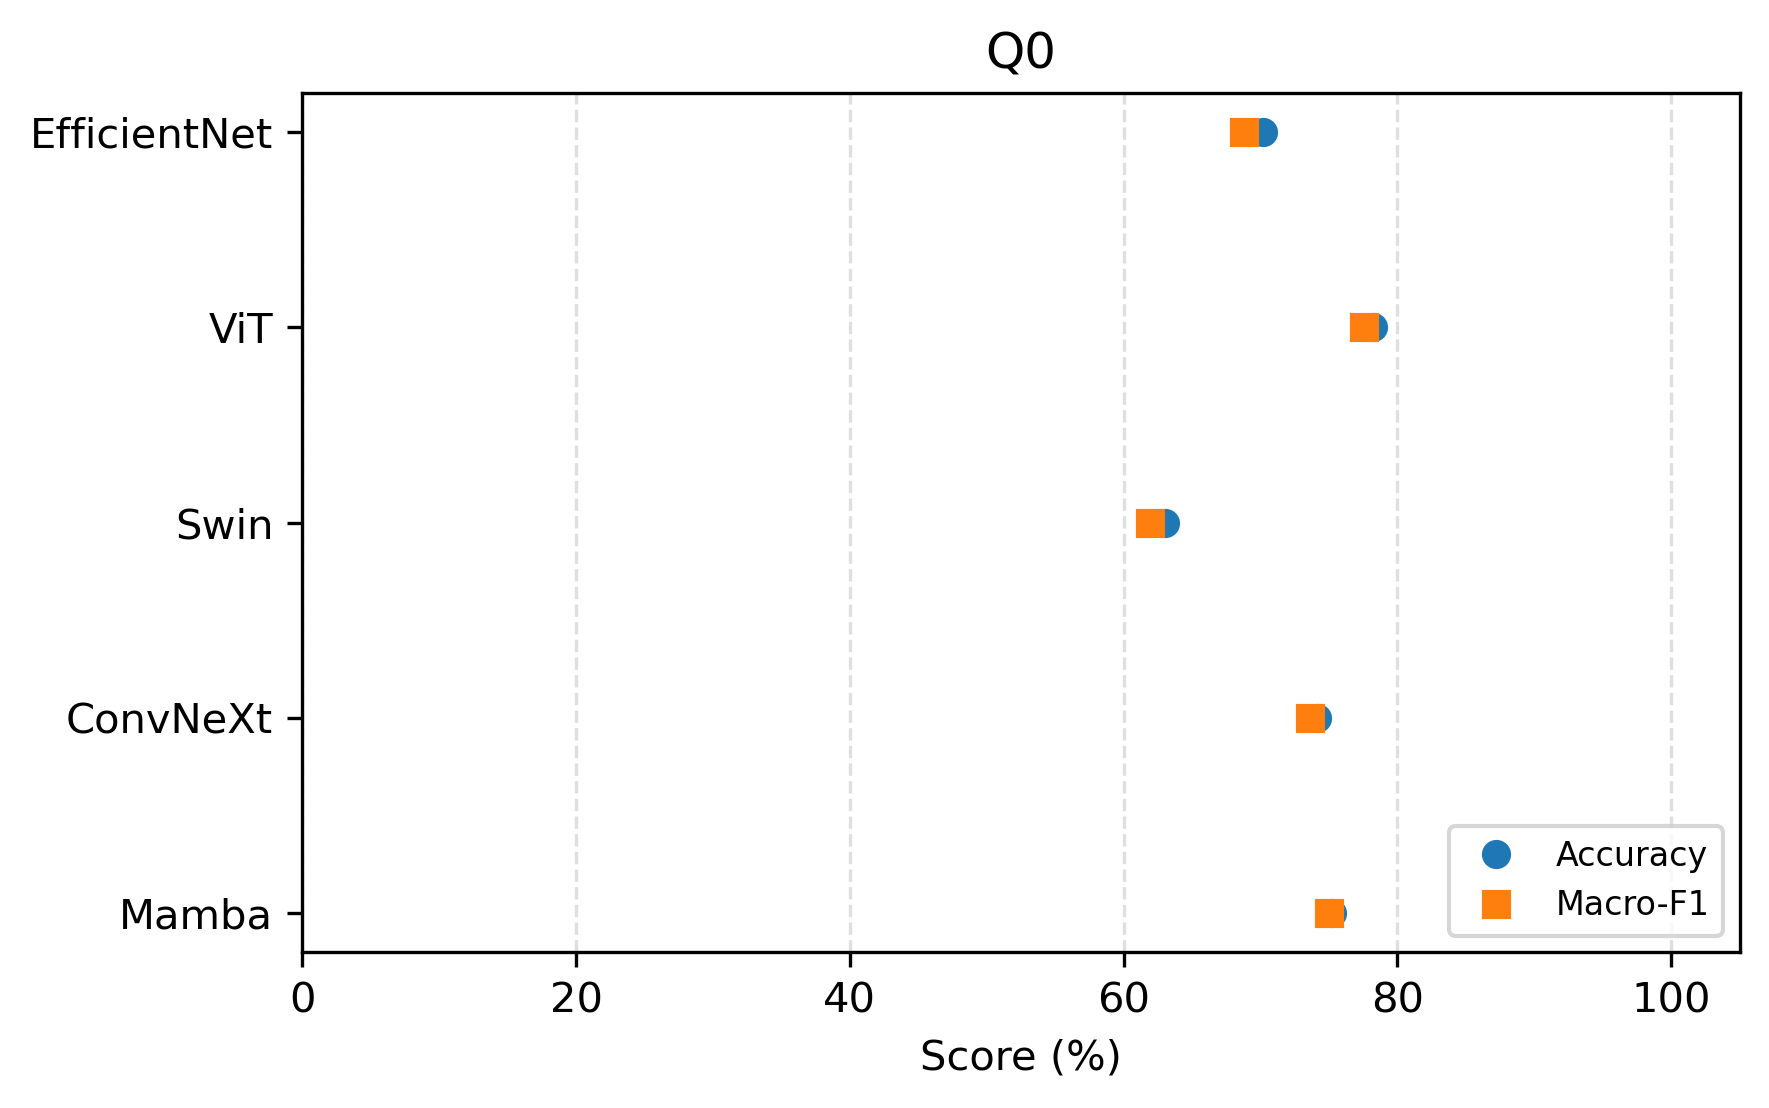 Q0
EfficientNet
ViT
Swin
ConvNeXt
Mamba
Accuracy
Macro-F1
0 20 40 60 80 100
Score (%)